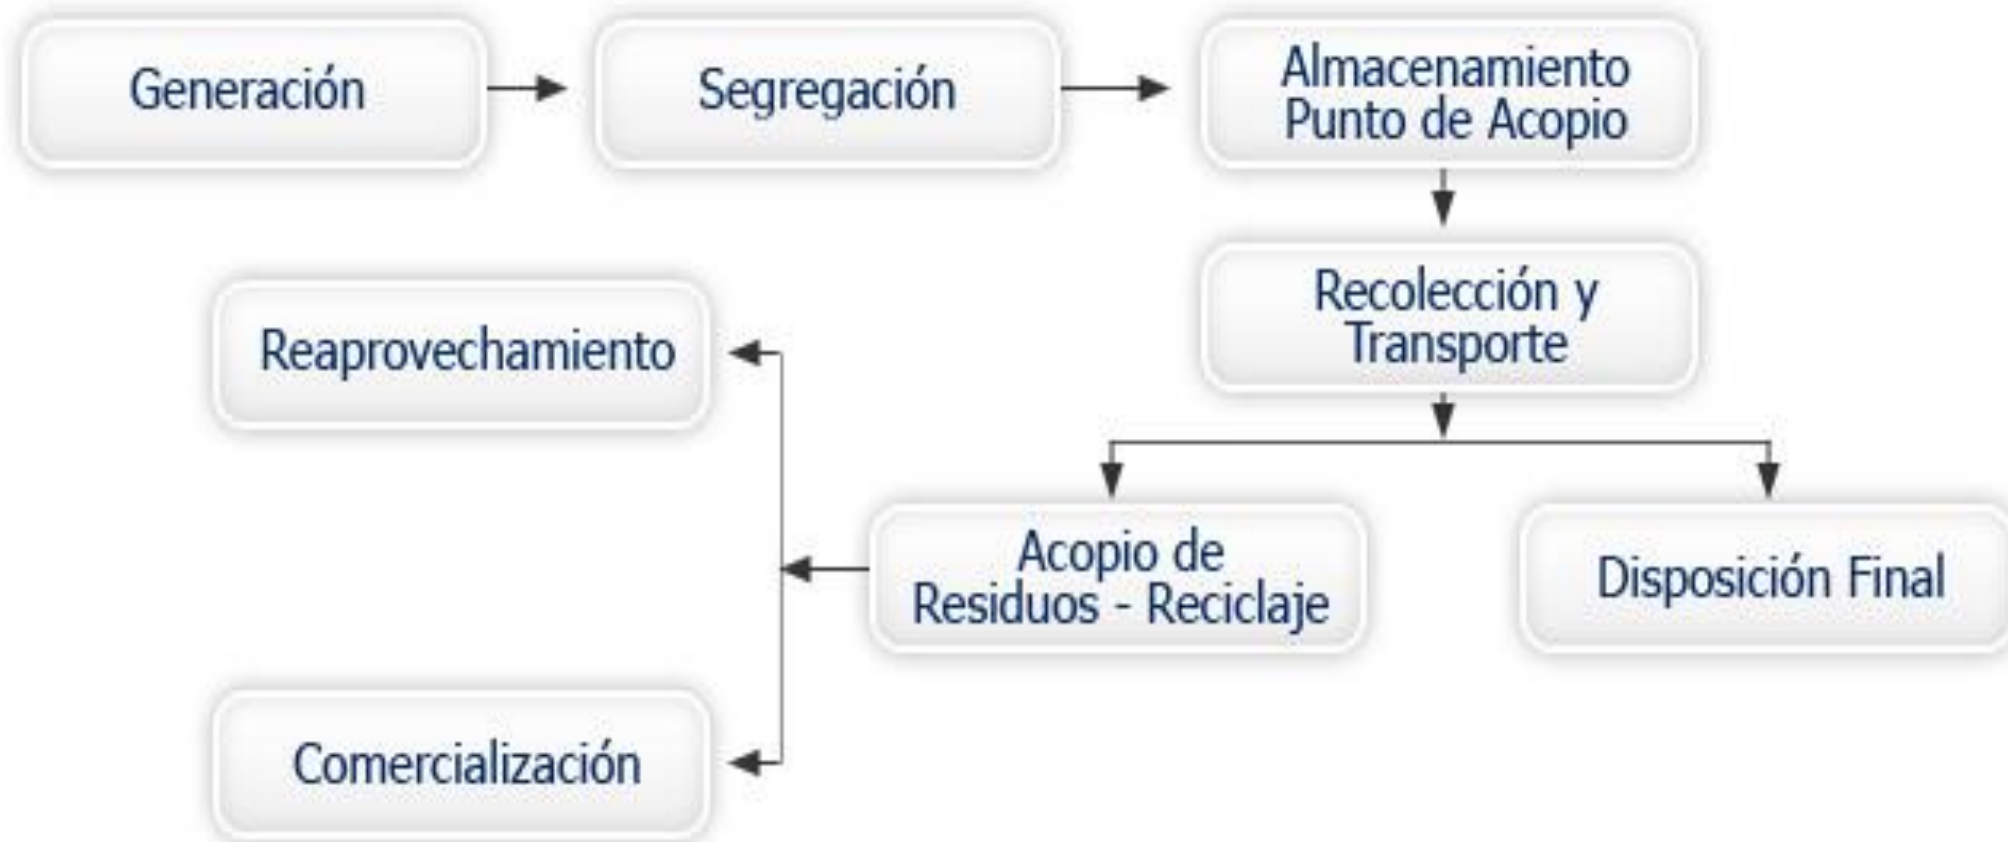 Generación
Segregación
Almacenamiento
Punto de Acopio
Recolección y
Transporte
Reaprovechamiento
Acopio de
Residuos - Reciclaje
Disposición Final
Comercialización